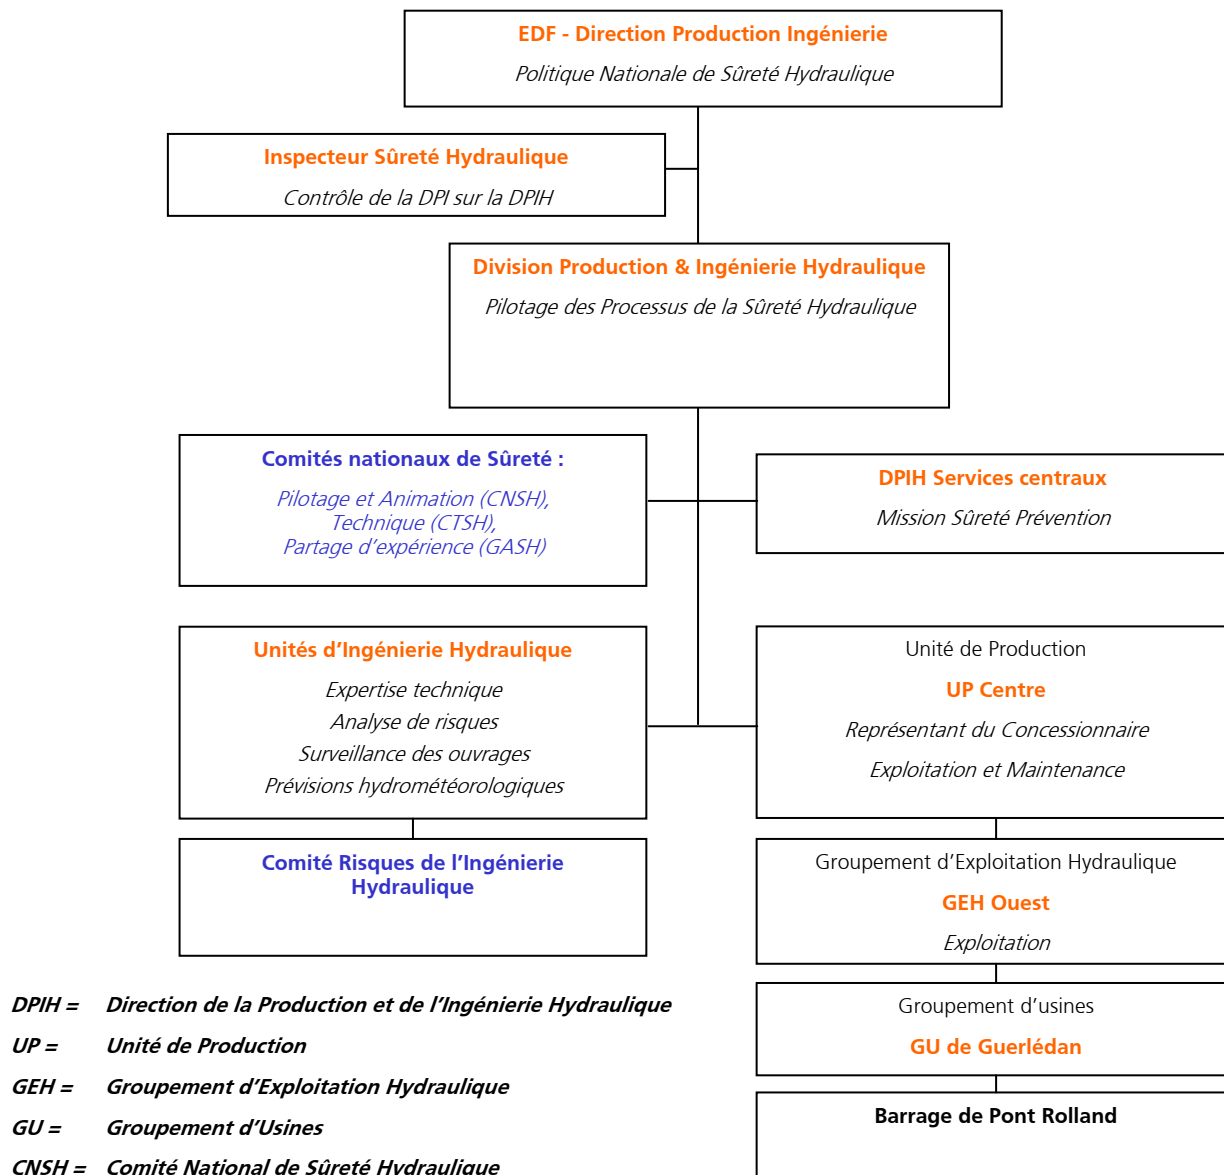 EDF - Direction Production Ingénierie
Politique Nationale de Sûreté Hydraulique
Inspecteur Sûreté Hydraulique
Contrôle de la DPI sur la DPIH
Division Production & Ingénierie Hydraulique
Pilotage des Processus de la Sûreté Hydraulique
Comités nationaux de Sûreté :
Pilotage et Animation (CNSH),
Technique (CTSH),
Partage d’expérience (GASH)
DPIH Services centraux
Mission Sûreté Prévention
Unités d’Ingénierie Hydraulique
Expertise technique
Analyse de risques
Surveillance des ouvrages
Prévisions hydrométéorologiques
Unité de Production
UP Centre
Représentant du Concessionnaire
Exploitation et Maintenance
Comité Risques de l’Ingénierie
Hydraulique
Groupement d’Exploitation Hydraulique
GEH Ouest
Exploitation
Groupement d’usines
GU de Guerlédan
Barrage de Pont Rolland
DPIH = Direction de la Production et de l’Ingénierie Hydraulique
UP = Unité de Production
GEH = Groupement d’Exploitation Hydraulique
GU = Groupement d’Usines
CNSH = Comité National de Sûreté Hydraulique